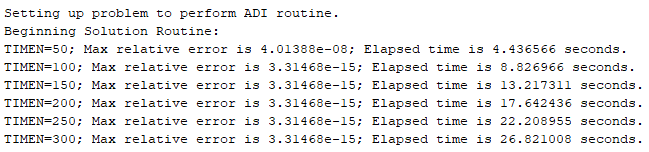 Setting up problem to perform ADI routine.
Beginning Solution Routine:
TIMEN=50; Max relative error is 4.01388e-08; Elapsed time is 4.436566 seconds.
TIMEN=100; Max relative error is 3.31468e-15; Elapsed time is 8.826966 seconds.
TIMEN=150; Max relative error is 3.31468e-15; Elapsed time is 13.217311 seconds.
TIMEN=200; Max relative error is 3.31468e-15; Elapsed time is 17.642436 seconds.
TIMEN=250; Max relative error is 3.31468e-15; Elapsed time is 22.208955 seconds.
TIMEN=300; Max relative error is 3.31468e-15; Elapsed time is 26.821008 seconds.